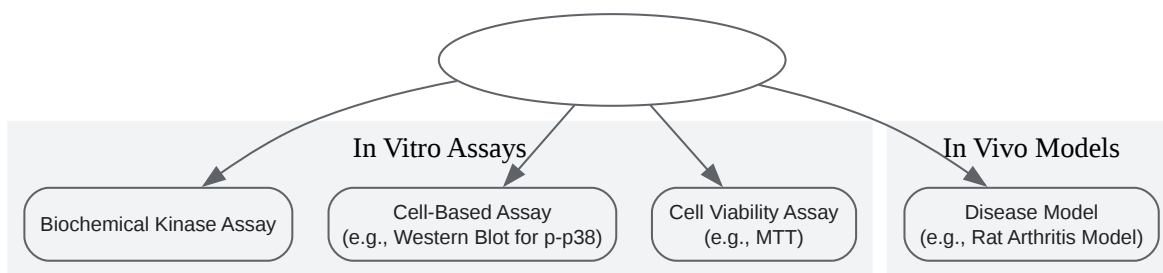 In Vitro Assays
In Vivo Models
Biochemical Kinase Assay
Cell-Based Assay
(e.g., Western Blot for p-p38)
Cell Viability Assay
(e.g., MTT)
Disease Model
(e.g., Rat Arthritis Model)